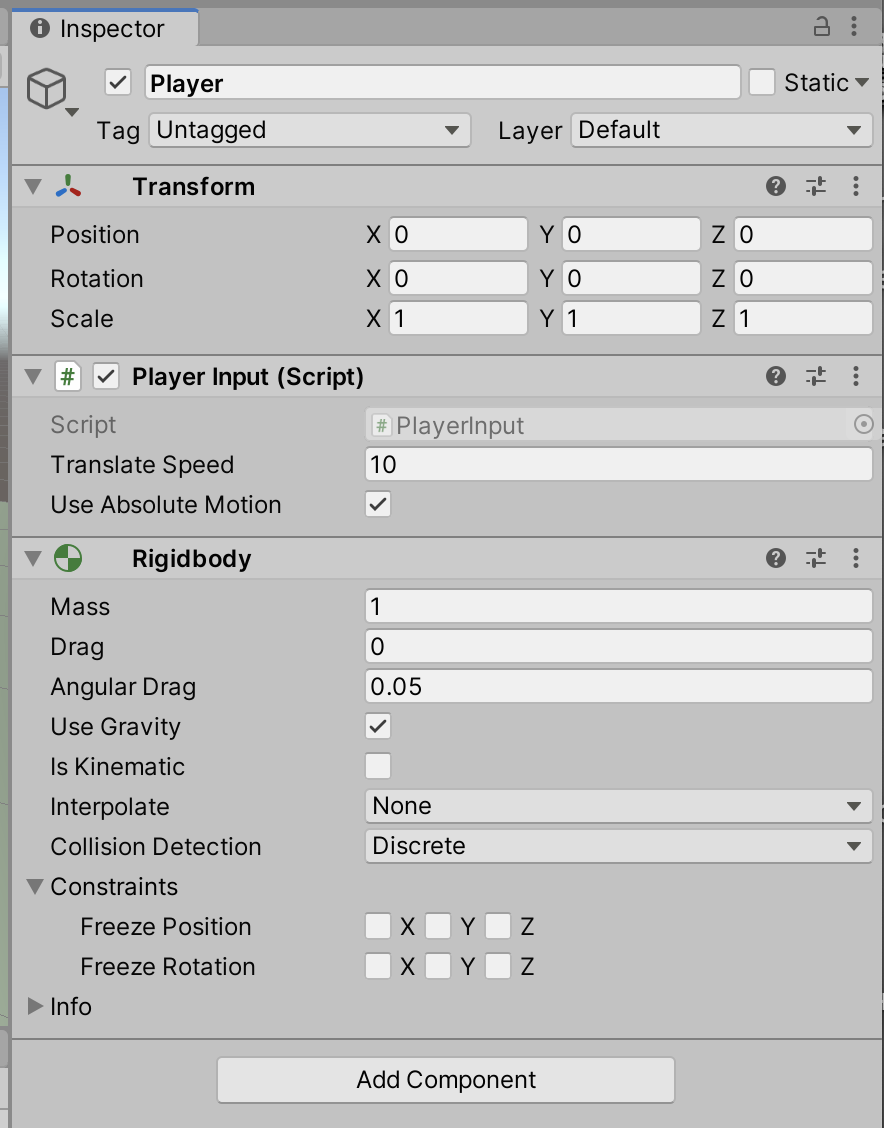 Inspector
Player Static
Tag Untagged Layer Default
Transform
Position X 0 Y 0 Z 0
Rotation X 0 Y 0 Z 0
Scale X 1 Y 1 Z 1
# Player Input (Script)
Script # PlayerInput
Translate Speed 10
Use Absolute Motion
Rigidbody
Mass 1
Drag 0
Angular Drag 0.05
Use Gravity
Is Kinematic
Interpolate None
Collision Detection Discrete
Constraints
Freeze Position X Y Z
Freeze Rotation X Y Z
Info
Add Component